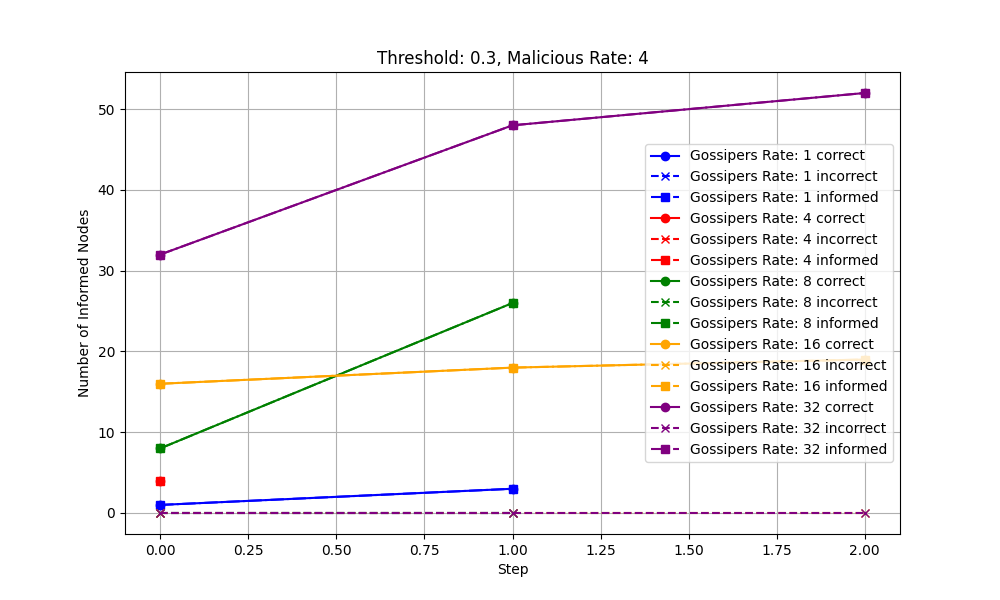 Threshold: 0.3, Malicious Rate: 4
Number of Informed Nodes
50
40
30
20
10
0
Gossipers Rate: 1 correct
Gossipers Rate: 1 incorrect
Gossipers Rate: 1 informed
Gossipers Rate: 4 correct
Gossipers Rate: 4 incorrect
Gossipers Rate: 4 informed
Gossipers Rate: 8 correct
Gossipers Rate: 8 incorrect
Gossipers Rate: 8 informed
Gossipers Rate: 16 correct
Gossipers Rate: 16 incorrect
Gossipers Rate: 16 informed
Gossipers Rate: 32 correct
Gossipers Rate: 32 incorrect
Gossipers Rate: 32 informed
0.00 0.25 0.50 0.75 1.00 1.25 1.50 1.75 2.00
Step